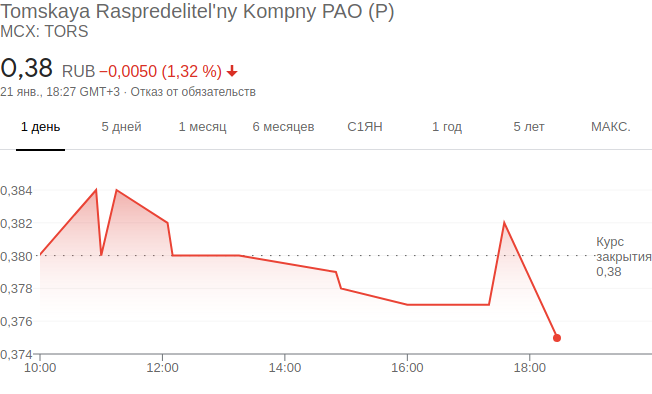 Tomskaya Raspredelitel'ny Kompny PAO (P)
MCX: TORS
0,38 RUB −0,0050 (1,32 %)
21 янв., 18:27 GMT+3 · Отказ от обязательств
1 день 5 дней 1 месяц 6 месяцев С1ЯН 1 год 5 лет МАКС.
0,384
0,382
0,380
0,378
0,376
0,374
Курс
закрытия
0,38
10:00 12:00 14:00 16:00 18:00